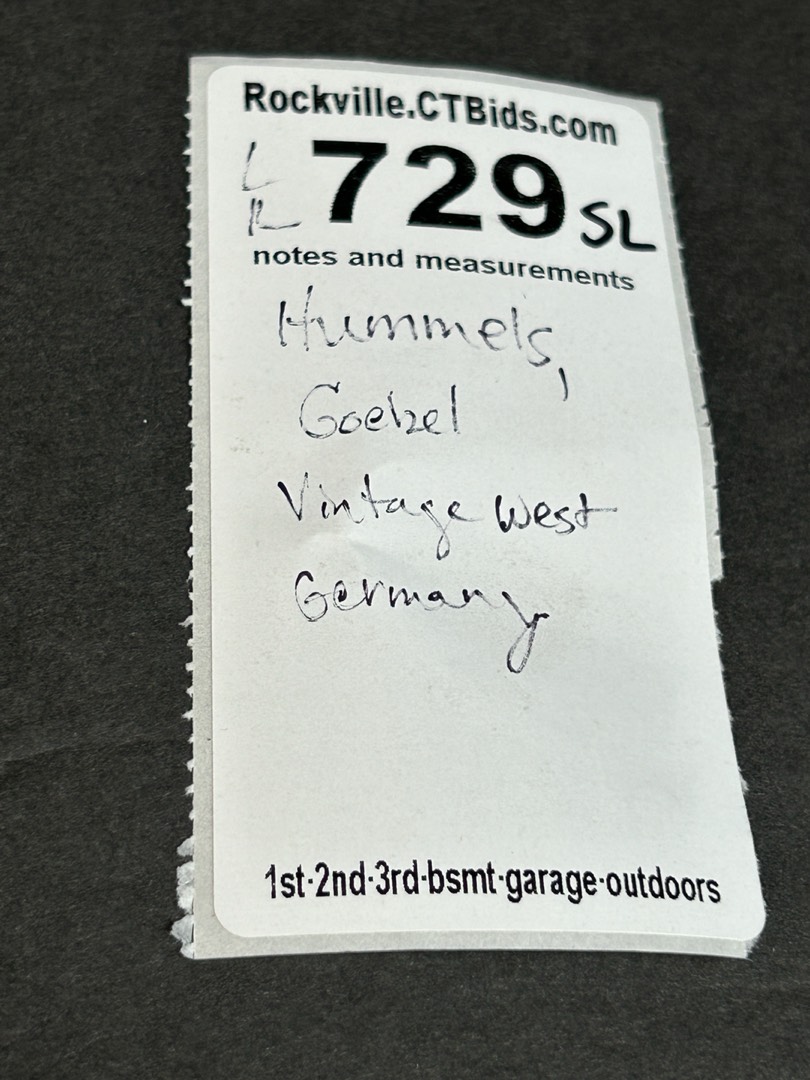 Rockville.CTBids.com
LR 729 SL
notes and measurements
Hummels,
Goebel
Vintage West
Germany
1st·2nd·3rd·bsmt·garage·outdoors